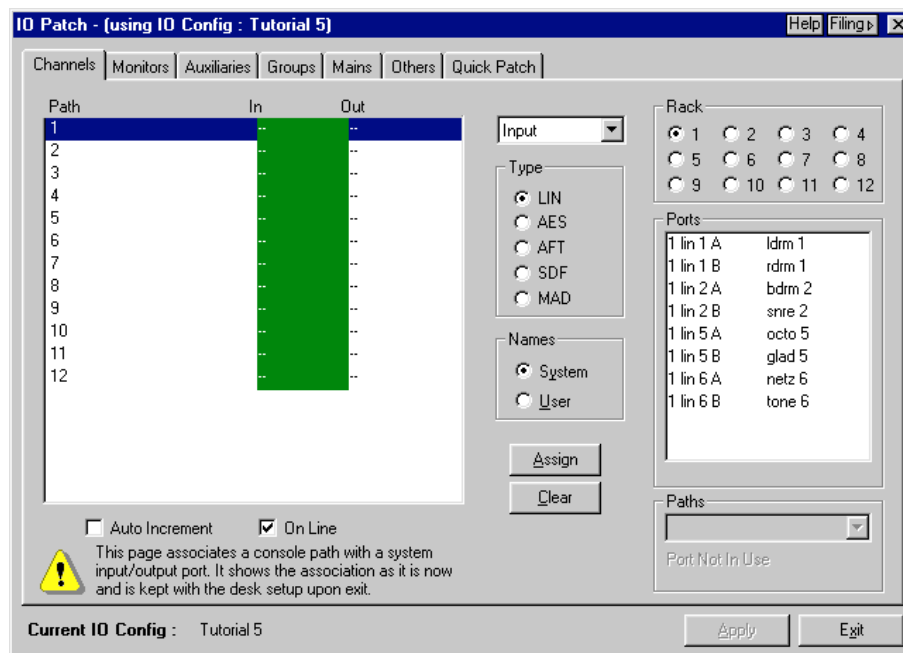 IO Patch - (using IO Config : Tutorial 5)
Help
Filing
Channels
Monitors
Auxiliaries
Groups
Mains
Others
Quick Patch
Path In Out
1 -- --
2 -- --
3 -- --
4 -- --
5 -- --
6 -- --
7 -- --
8 -- --
9 -- --
10 -- --
11 -- --
12 -- --
Auto Increment
On Line
This page associates a console path with a system
input/output port. It shows the association as it is now
and is kept with the desk setup upon exit.
Input
Type
LIN
AES
AFT
SDF
MAD
Names
System
User
Assign
Clear
Rack
1 2 3 4
5 6 7 8
9 10 11 12
Ports
1 lin 1 A ldrm 1
1 lin 1 B rdrm 1
1 lin 2 A bdrm 2
1 lin 2 B snre 2
1 lin 5 A octo 5
1 lin 5 B glad 5
1 lin 6 A netz 6
1 lin 6 B tone 6
Paths
Port Not In Use
Current IO Config : Tutorial 5
Apply
Exit